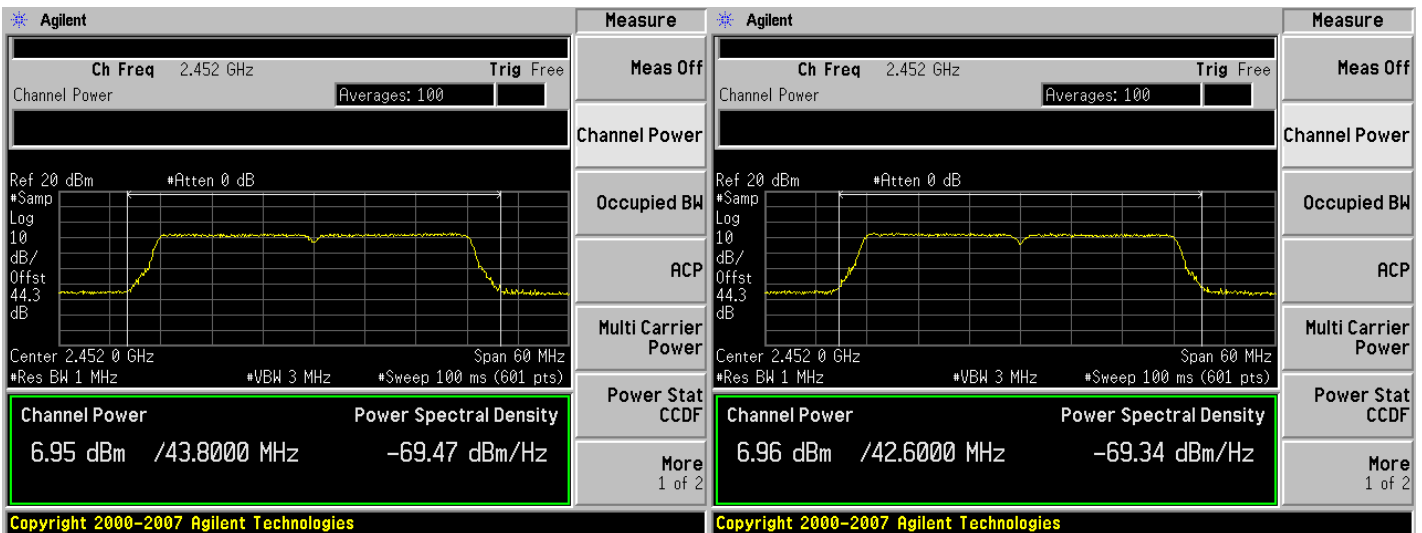 Agilent
Measure
Ch Freq 2.452 GHz Trig Free
Meas Off
Channel Power Averages: 100
Channel Power
Ref 20 dBm #Atten 0 dB
#Samp
Log
10
dB/
Offst
44.3
dB
Occupied BW
ACP
Multi Carrier
Power
Center 2.452 0 GHz Span 60 MHz
#Res BW 1 MHz #VBW 3 MHz #Sweep 100 ms (601 pts)
Power Stat
CCDF
Channel Power Power Spectral Density
6.95 dBm /43.8000 MHz -69.47 dBm/Hz
More
1 of 2
Copyright 2000-2007 Agilent Technologies
Agilent
Measure
Ch Freq 2.452 GHz Trig Free
Meas Off
Channel Power Averages: 100
Channel Power
Ref 20 dBm #Atten 0 dB
#Samp
Log
10
dB/
Offst
44.3
dB
Occupied BW
ACP
Multi Carrier
Power
Center 2.452 0 GHz Span 60 MHz
#Res BW 1 MHz #VBW 3 MHz #Sweep 100 ms (601 pts)
Power Stat
CCDF
Channel Power Power Spectral Density
6.96 dBm /42.6000 MHz -69.34 dBm/Hz
More
1 of 2
Copyright 2000-2007 Agilent Technologies